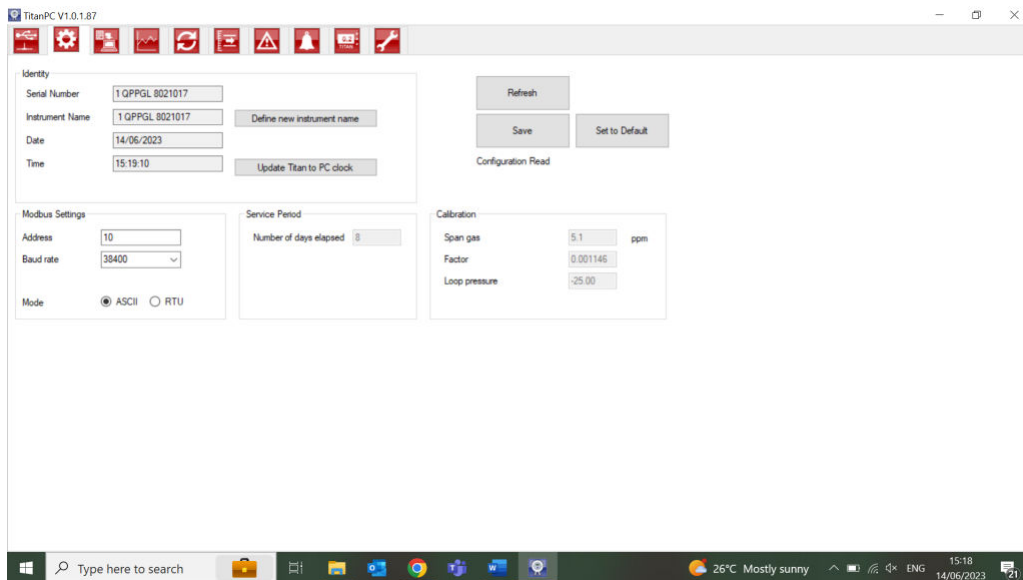 TitanPC V1.0.1.87
0.2
TITAN
Identity
Serial Number 1 QPPGL 8021017
Instrument Name 1 QPPGL 8021017 Define new instrument name
Date 14/06/2023
Time 15:19:10 Update Titan to PC clock
Refresh
Save Set to Default
Configuration Read
Modbus Settings
Address 10
Baud rate 38400
Mode ASCII RTU
Service Period
Number of days elapsed 8
Calibration
Span gas 5.1 ppm
Factor 0.001146
Loop pressure -25.00
Type here to search
26°C Mostly sunny
ENG
15:18
14/06/2023
21